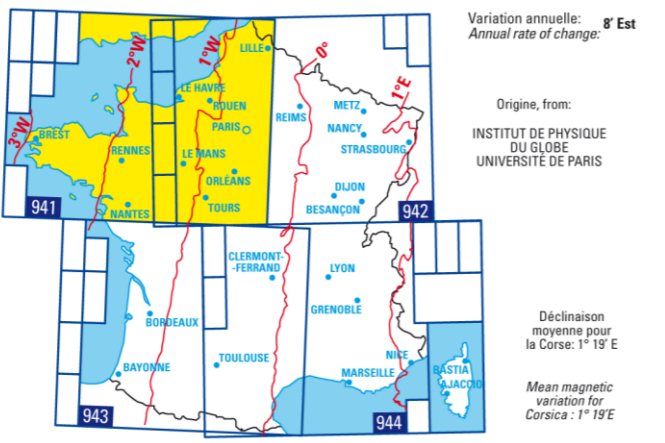 Variation annuelle: 8' Est
Annual rate of change:
Origine, from:
INSTITUT DE PHYSIQUE
DU GLOBE
UNIVERSITÉ DE PARIS
3°W
2°W
1°W
0°
1°E
LILLE
LE HAVRE
ROUEN
REIMS
METZ
PARIS
NANCY
BREST
STRASBOURG
RENNES
LE MANS
ORLÉANS
DIJON
BESANÇON
NANTES
TOURS
941
942
CLERMONT-
-FERRAND
LYON
GRENOBLE
BORDEAUX
TOULOUSE
BAYONNE
NICE
MARSEILLE
BASTIA
AJACCIO
943
944
Déclinaison
moyenne pour
la Corse: 1° 19' E
Mean magnetic
variation for
Corsica : 1° 19'E